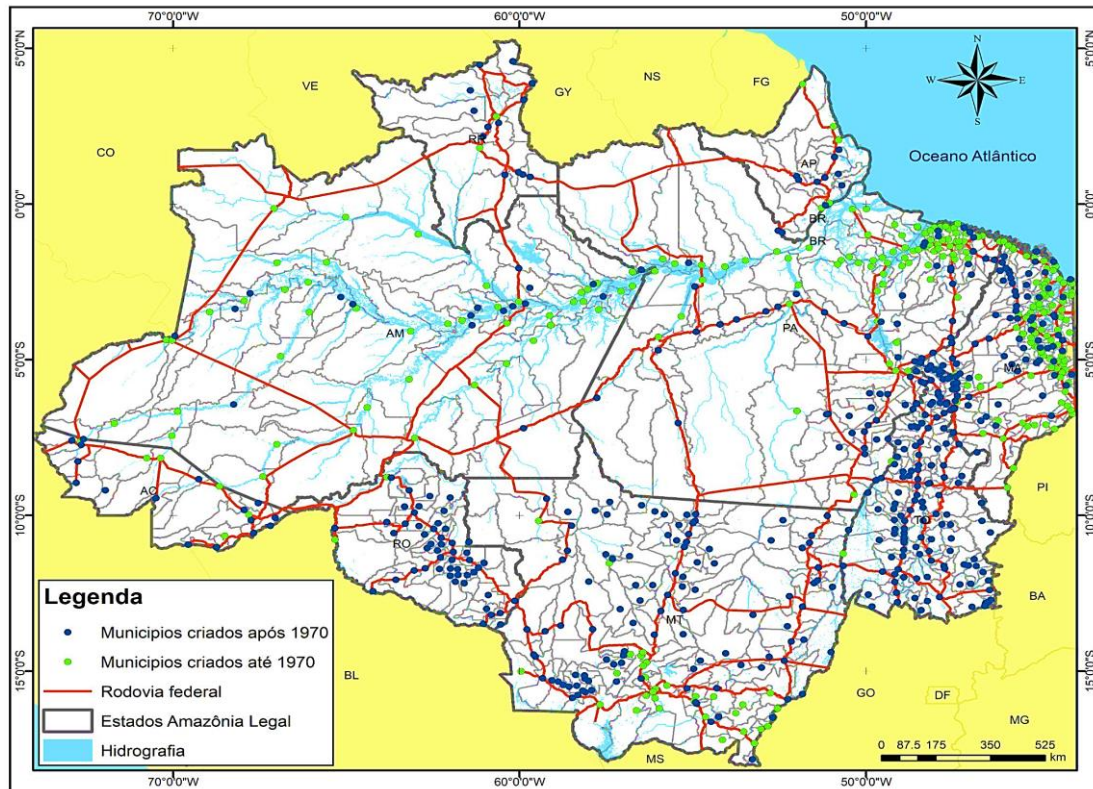 70°0'0"W 60°0'0"W 50°0'0"W
5°0'0"N 5°0'0"N
VE GY NS FG
N
W E
S
CO
RR
AP
Oceano Atlântico
0°0'0" 0°0'0"
BR
BR
AM PA MA
5°0'0"S 5°0'0"S
AC PI
10°0'0"S 10°0'0"S
RO TO
BA
Legenda
Municipios criados após 1970
Municipios criados até 1970
Rodovia federal
Estados Amazônia Legal
Hidrografia
MT
15°0'0"S 15°0'0"S
BL GO DF
MG
MS
0 87.5 175 350 525
km
70°0'0"W 60°0'0"W 50°0'0"W